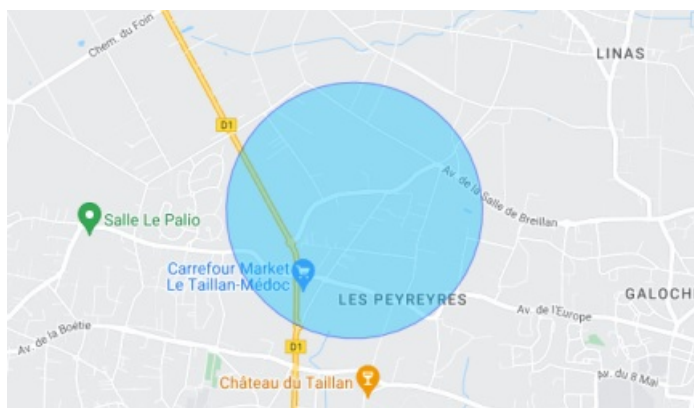 Chem. du Foin
LINAS
D1
Av. de la Salle de Breillan
Salle Le Palio
Carrefour Market
Le Taillan-Médoc
LES PEYREYRES
GALOCH
Av. de l'Europe
Av. de la Boëtie
D1
Château du Taillan
Av. du 8 Mai